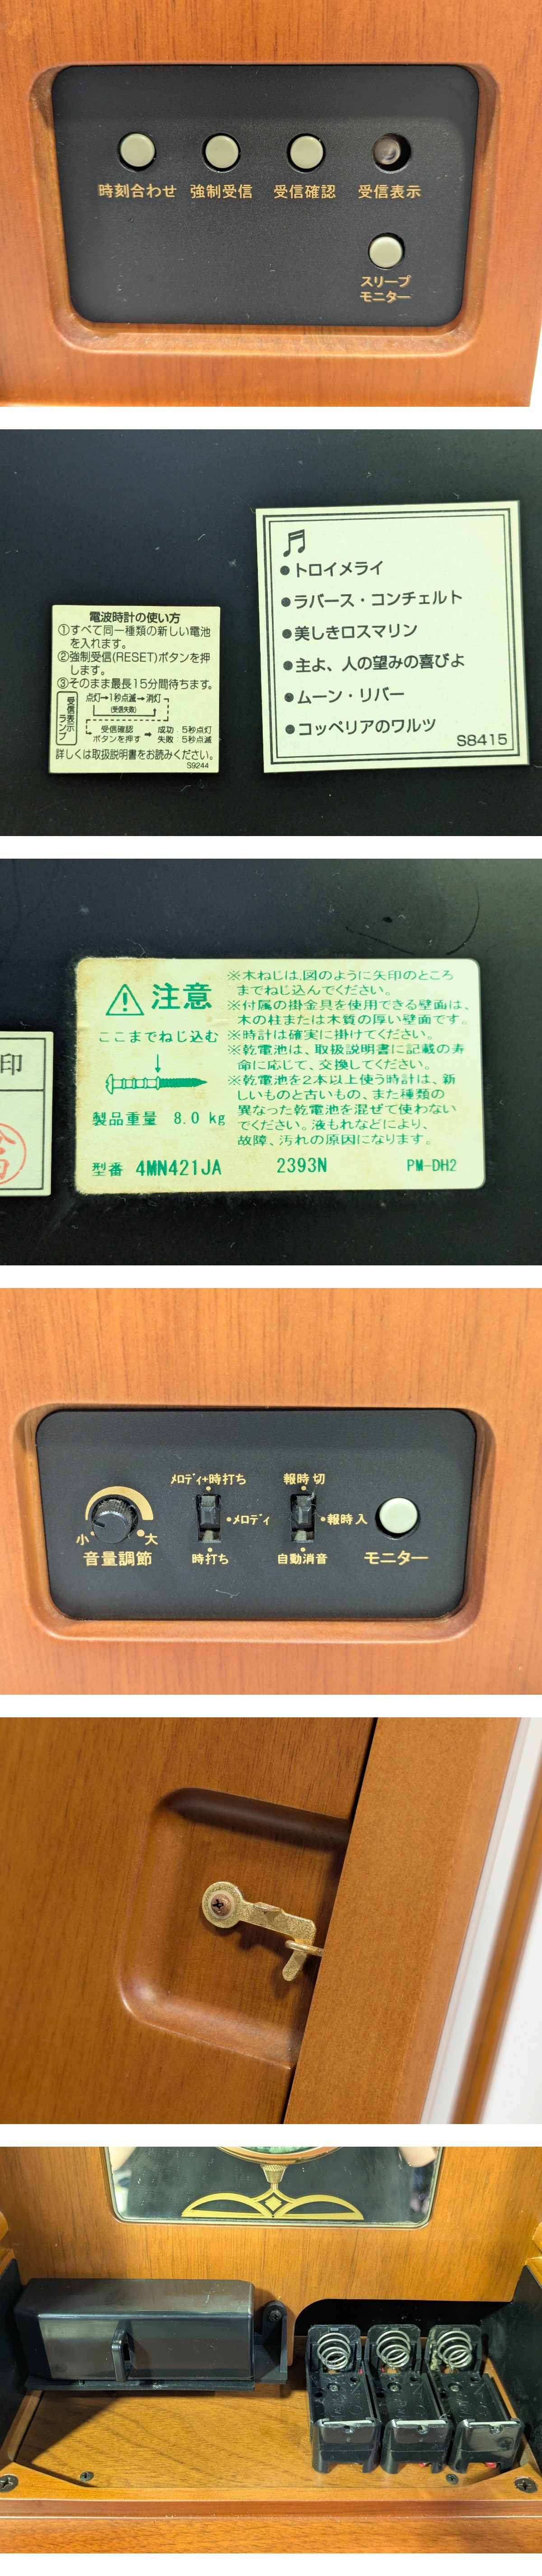 時刻合わせ 強制受信 受信確認 受信表示
スリープ
モニター
電波時計の使い方
①すべて同一種類の新しい電池
を入れます。
②強制受信(RESET)ボタンを押
します。
③そのまま最長15分間待ちます。
受信表示ランプ
点灯→1秒点滅→消灯
(受信失敗)
受信確認
ボタンを押す
成功:5秒点灯
失敗:5秒点滅
詳しくは取扱説明書をお読みください。
S9244
●トロイメライ
●ラバース・コンチェルト
●美しきロスマリン
●主よ、人の望みの喜びよ
●ムーン・リバー
●コッペリアのワルツ
S8415
印
注意
ここまでねじ込む
製品重量 8.0 kg
※木ねじは、図のように矢印のところ
までねじ込んでください。
※付属の掛金具を使用できる壁面は、
木の柱または木質の厚い壁面です。
※時計は確実に掛けてください。
※乾電池は、取扱説明書に記載の寿
命に応じて、交換してください。
※乾電池を2本以上使う時計は、新
しいものと古いもの、また種類の
異なった乾電池を混ぜて使わない
でください。液もれなどにより、
故障、汚れの原因になります。
型番 4MN421JA 2393N PM-DH2
メロディ+時打ち
•メロディ
時打ち
報時 切
•報時 入
自動消音
小
大
音量調節
モニター